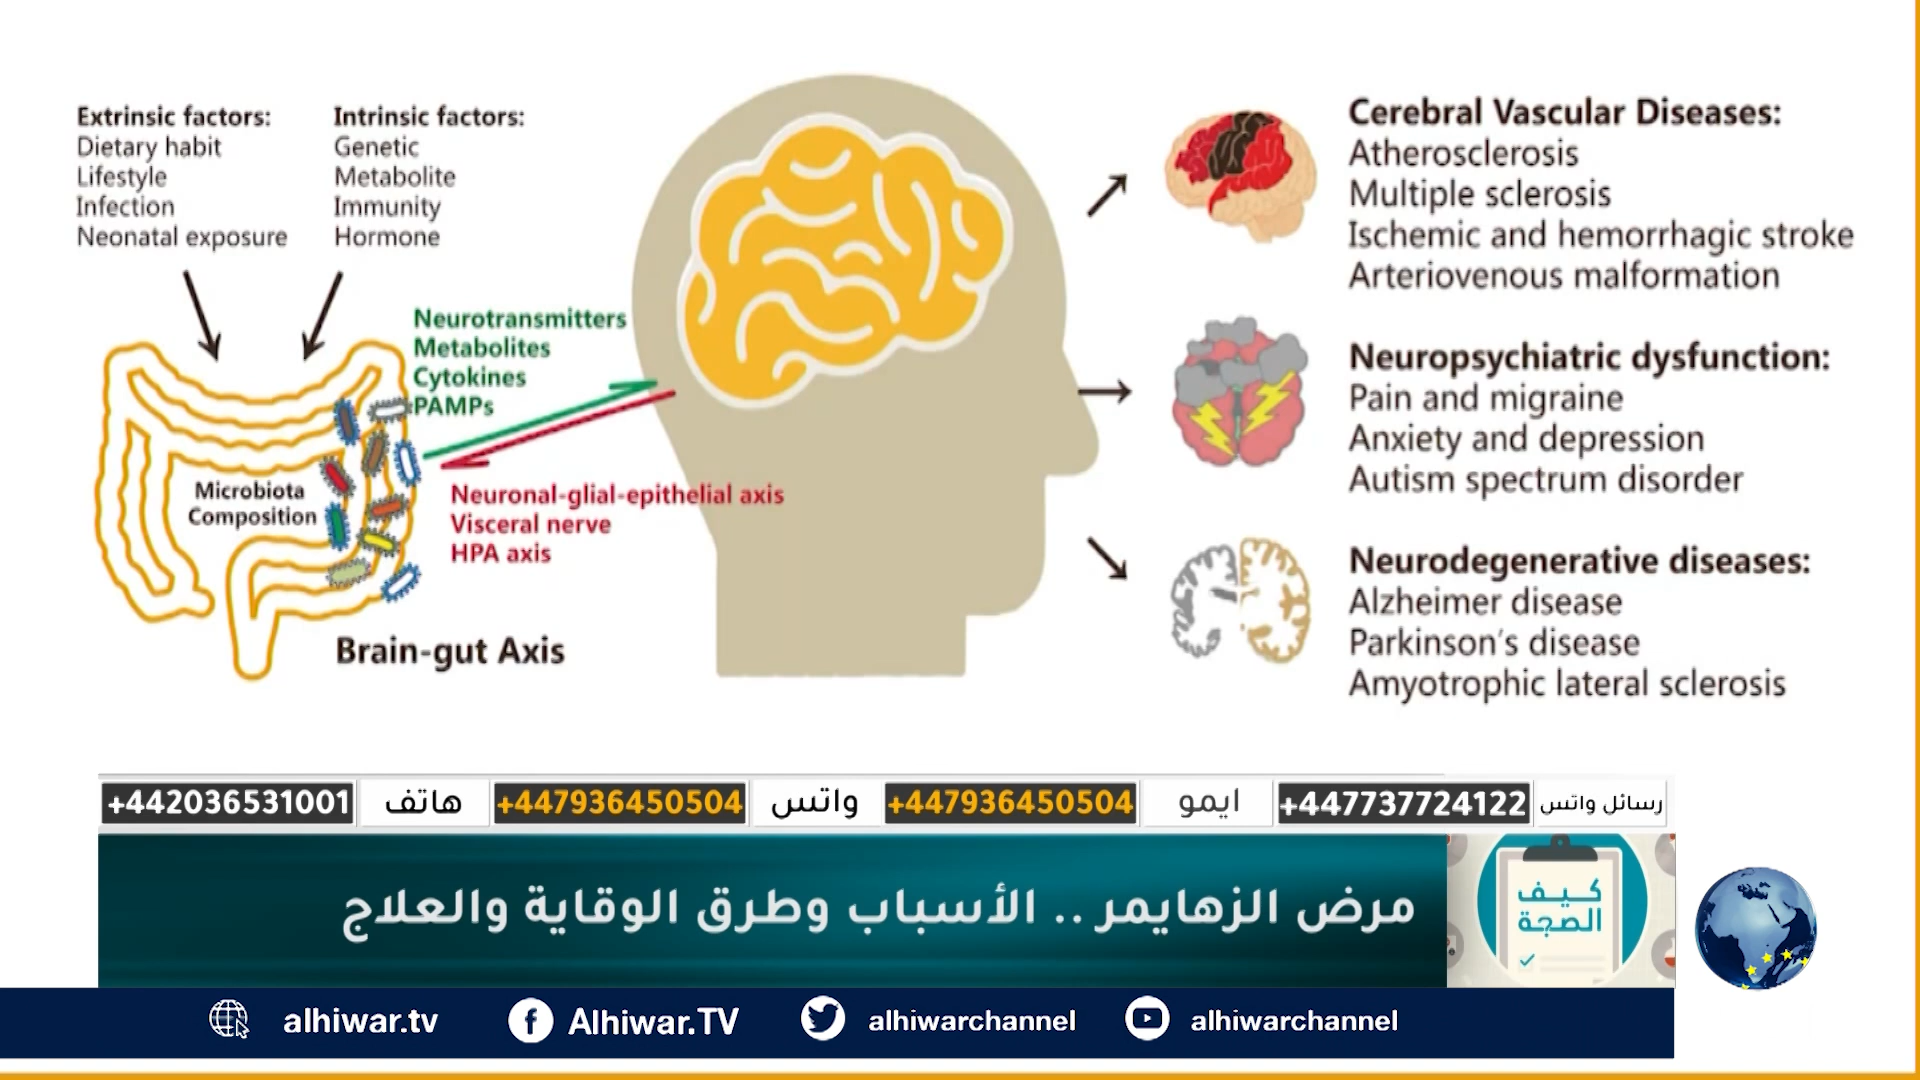 Extrinsic factors:
Dietary habit
Lifestyle
Infection
Neonatal exposure
Intrinsic factors:
Genetic
Metabolite
Immunity
Hormone
Neurotransmitters
Metabolites
Cytokines
PAMPs
Microbiota
Composition
Neuronal-glial-epithelial axis
Visceral nerve
HPA axis
Brain-gut Axis
Cerebral Vascular Diseases:
Atherosclerosis
Multiple sclerosis
Ischemic and hemorrhagic stroke
Arteriovenous malformation
Neuropsychiatric dysfunction:
Pain and migraine
Anxiety and depression
Autism spectrum disorder
Neurodegenerative diseases:
Alzheimer disease
Parkinson's disease
Amyotrophic lateral sclerosis
رسائل واتس +447737724122 ايمو +447936450504 واتس +447936450504 هاتف +442036531001
كيف
الصحة
مرض الزهايمر .. الأسباب وطرق الوقاية والعلاج
alhiwar.tv Alhiwar.TV alhiwarchannel alhiwarchannel